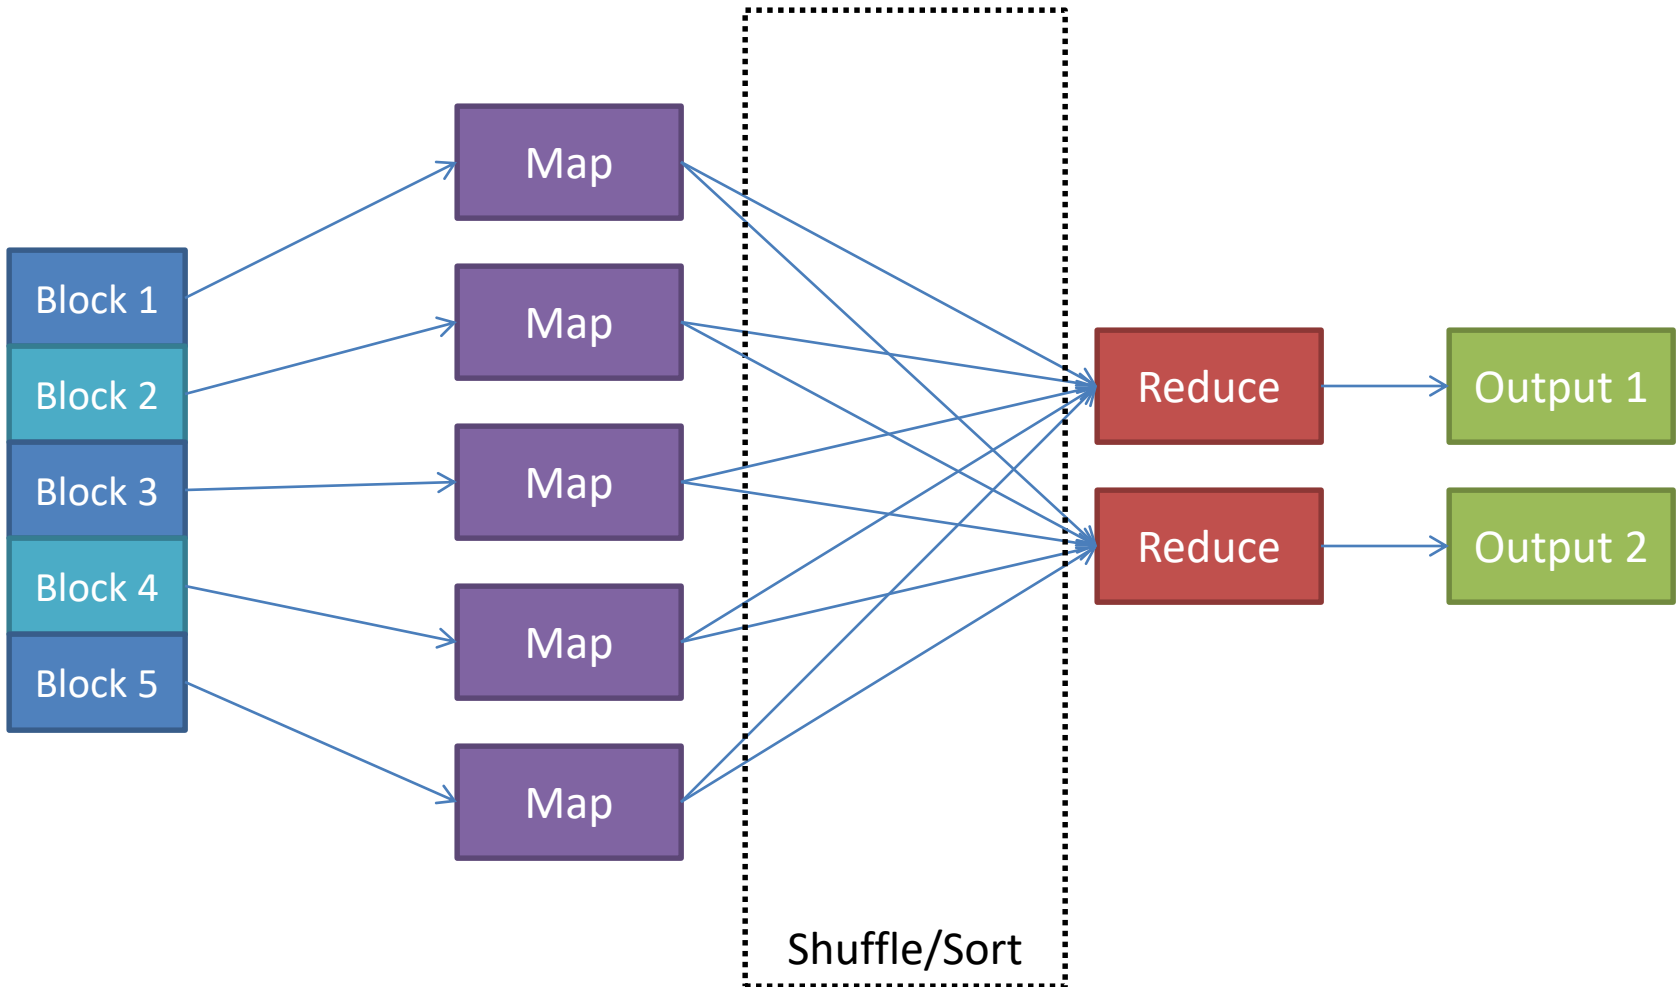 Block 1
Block 2
Block 3
Block 4
Block 5
Map
Map
Map
Map
Map
Shuffle/Sort
Reduce
Reduce
Output 1
Output 2